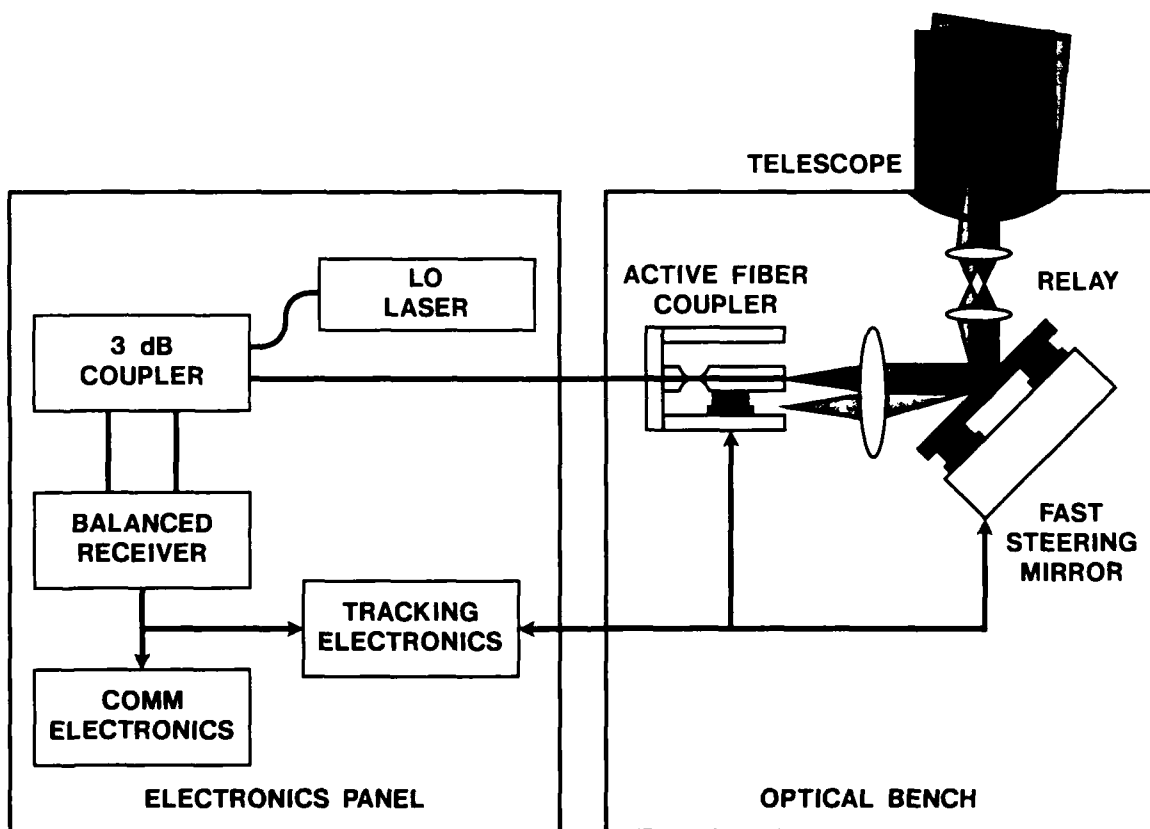 TELESCOPE
LO
LASER
ACTIVE FIBER
COUPLER
RELAY
3 dB
COUPLER
BALANCED
RECEIVER
FAST
STEERING
MIRROR
TRACKING
ELECTRONICS
COMM
ELECTRONICS
ELECTRONICS PANEL
OPTICAL BENCH